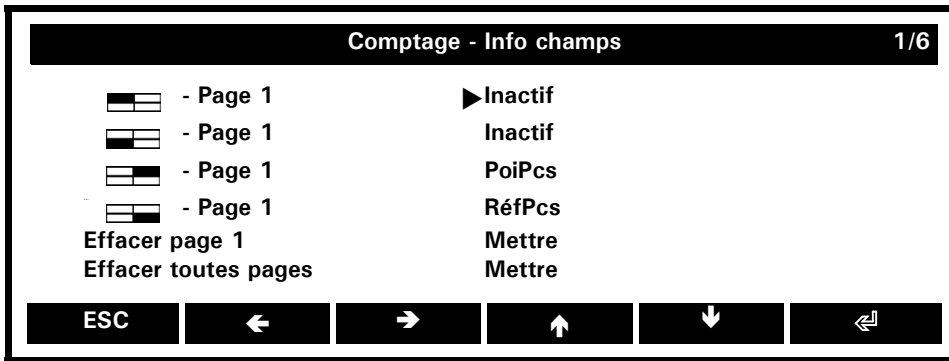 Comptage - Info champs 1/6
- Page 1 Inactif
- Page 1 Inactif
- Page 1 PoiPcs
- Page 1 RéfPcs
Effacer page 1 Mettre
Effacer toutes pages Mettre
ESC